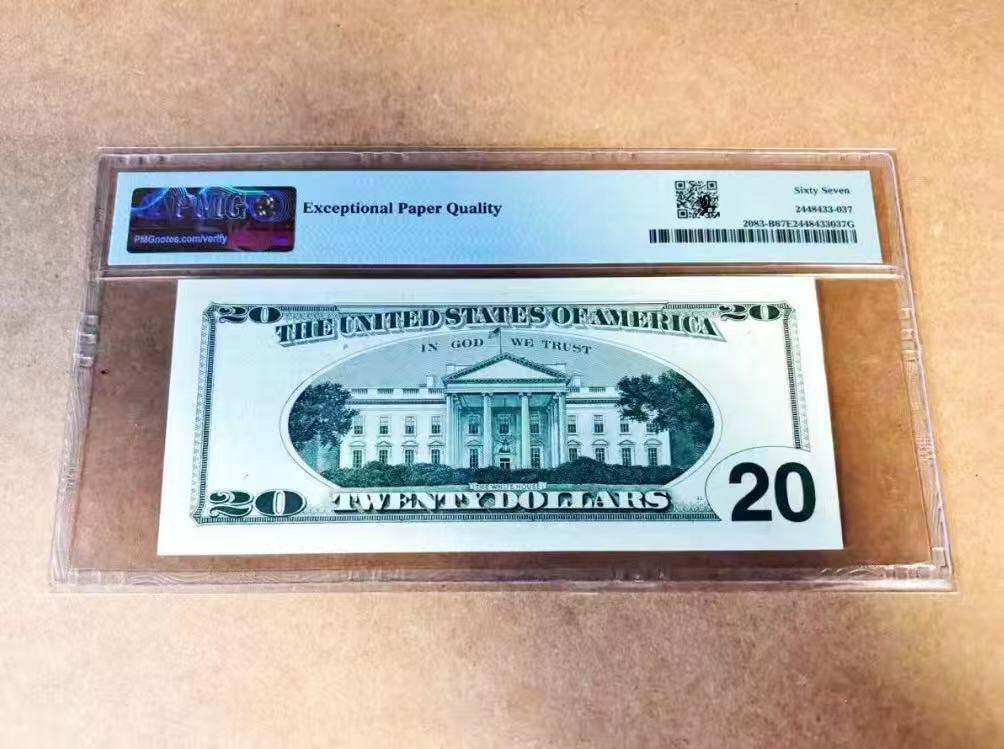 PMG
PMGnotes.com/verify
Exceptional Paper Quality
Sixty Seven
2448433-037
2083-B67E2448433037G
20 20
THE UNITED STATES OF AMERICA
IN GOD WE TRUST
THE WHITE HOUSE
20 TWENTY DOLLARS 20